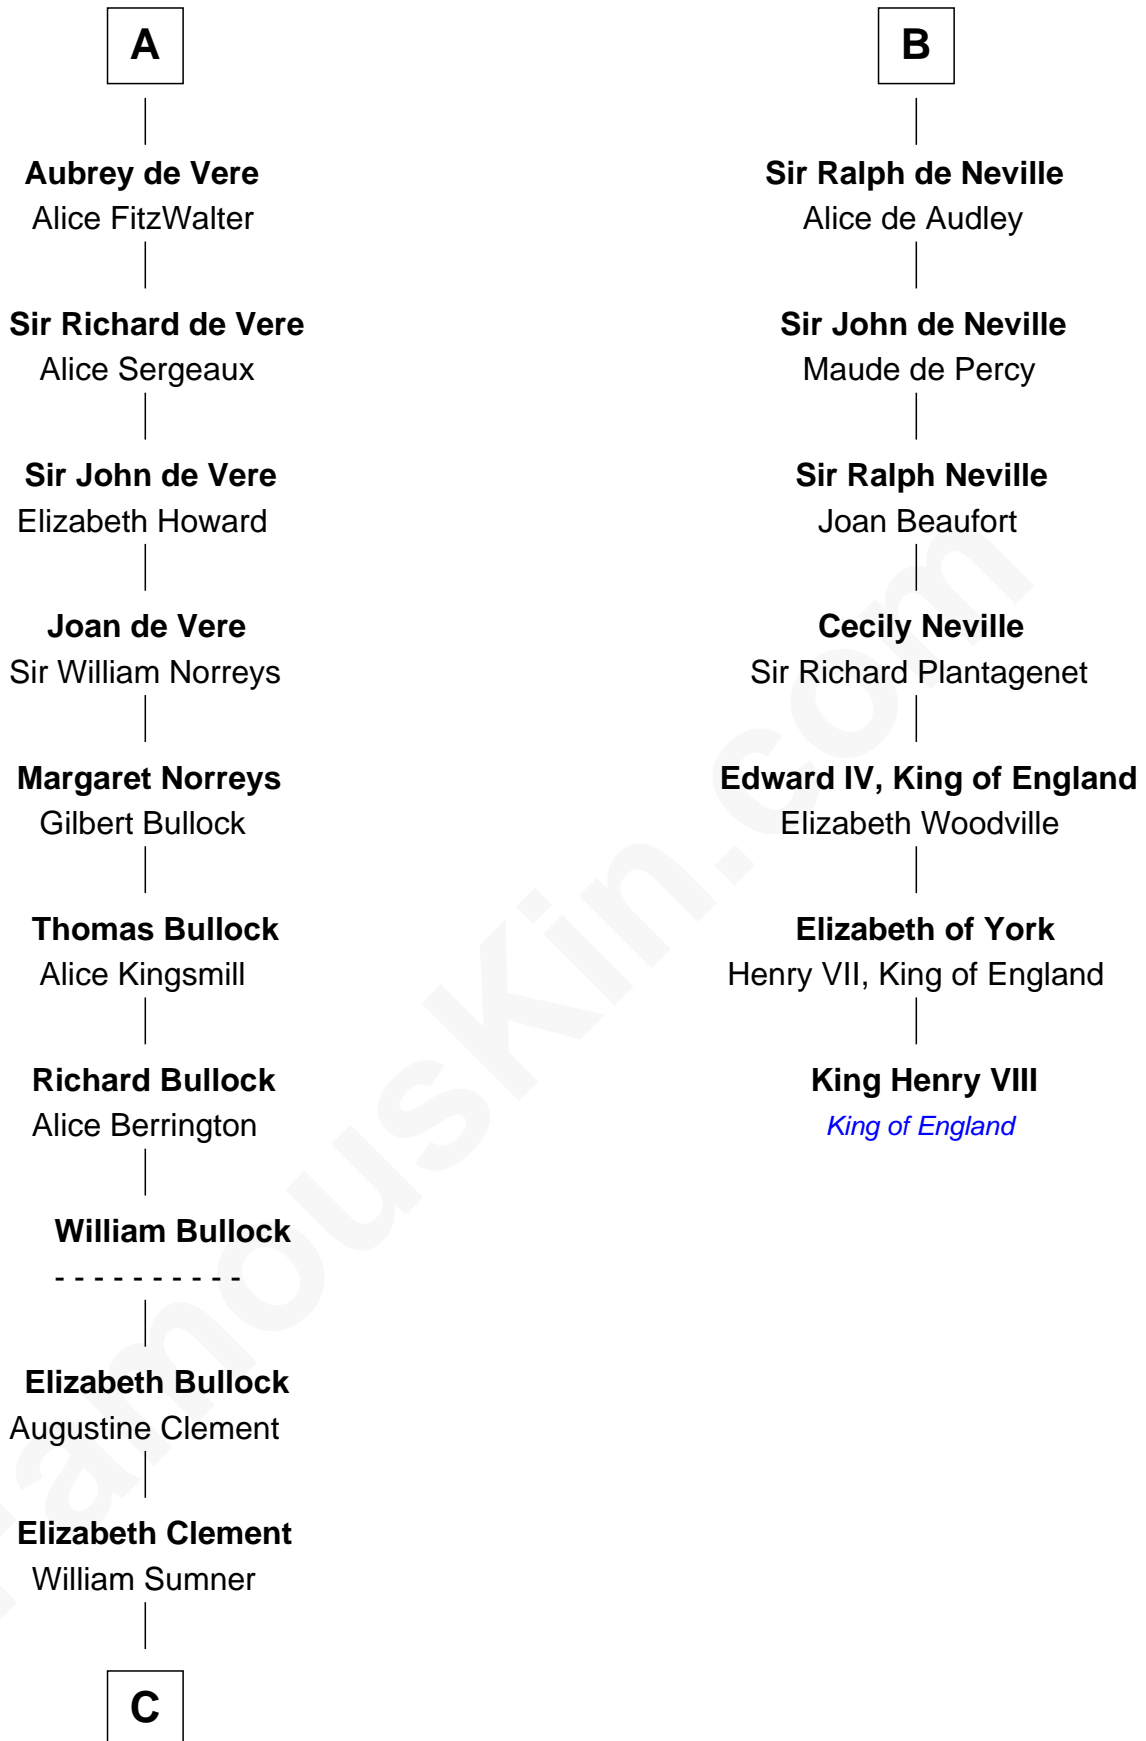 A
Aubrey de Vere
Alice FitzWalter
Sir Richard de Vere
Alice Sergeaux
Sir John de Vere
Elizabeth Howard
Joan de Vere
Sir William Norreys
Margaret Norreys
Gilbert Bullock
Thomas Bullock
Alice Kingsmill
Richard Bullock
Alice Berrington
William Bullock
- - - - - - - - - -
Elizabeth Bullock
Augustine Clement
Elizabeth Clement
William Sumner
C
B
Sir Ralph de Neville
Alice de Audley
Sir John de Neville
Maude de Percy
Sir Ralph Neville
Joan Beaufort
Cecily Neville
Sir Richard Plantagenet
Edward IV, King of England
Elizabeth Woodville
Elizabeth of York
Henry VII, King of England
King Henry VIII
King of England
FamousKin.com